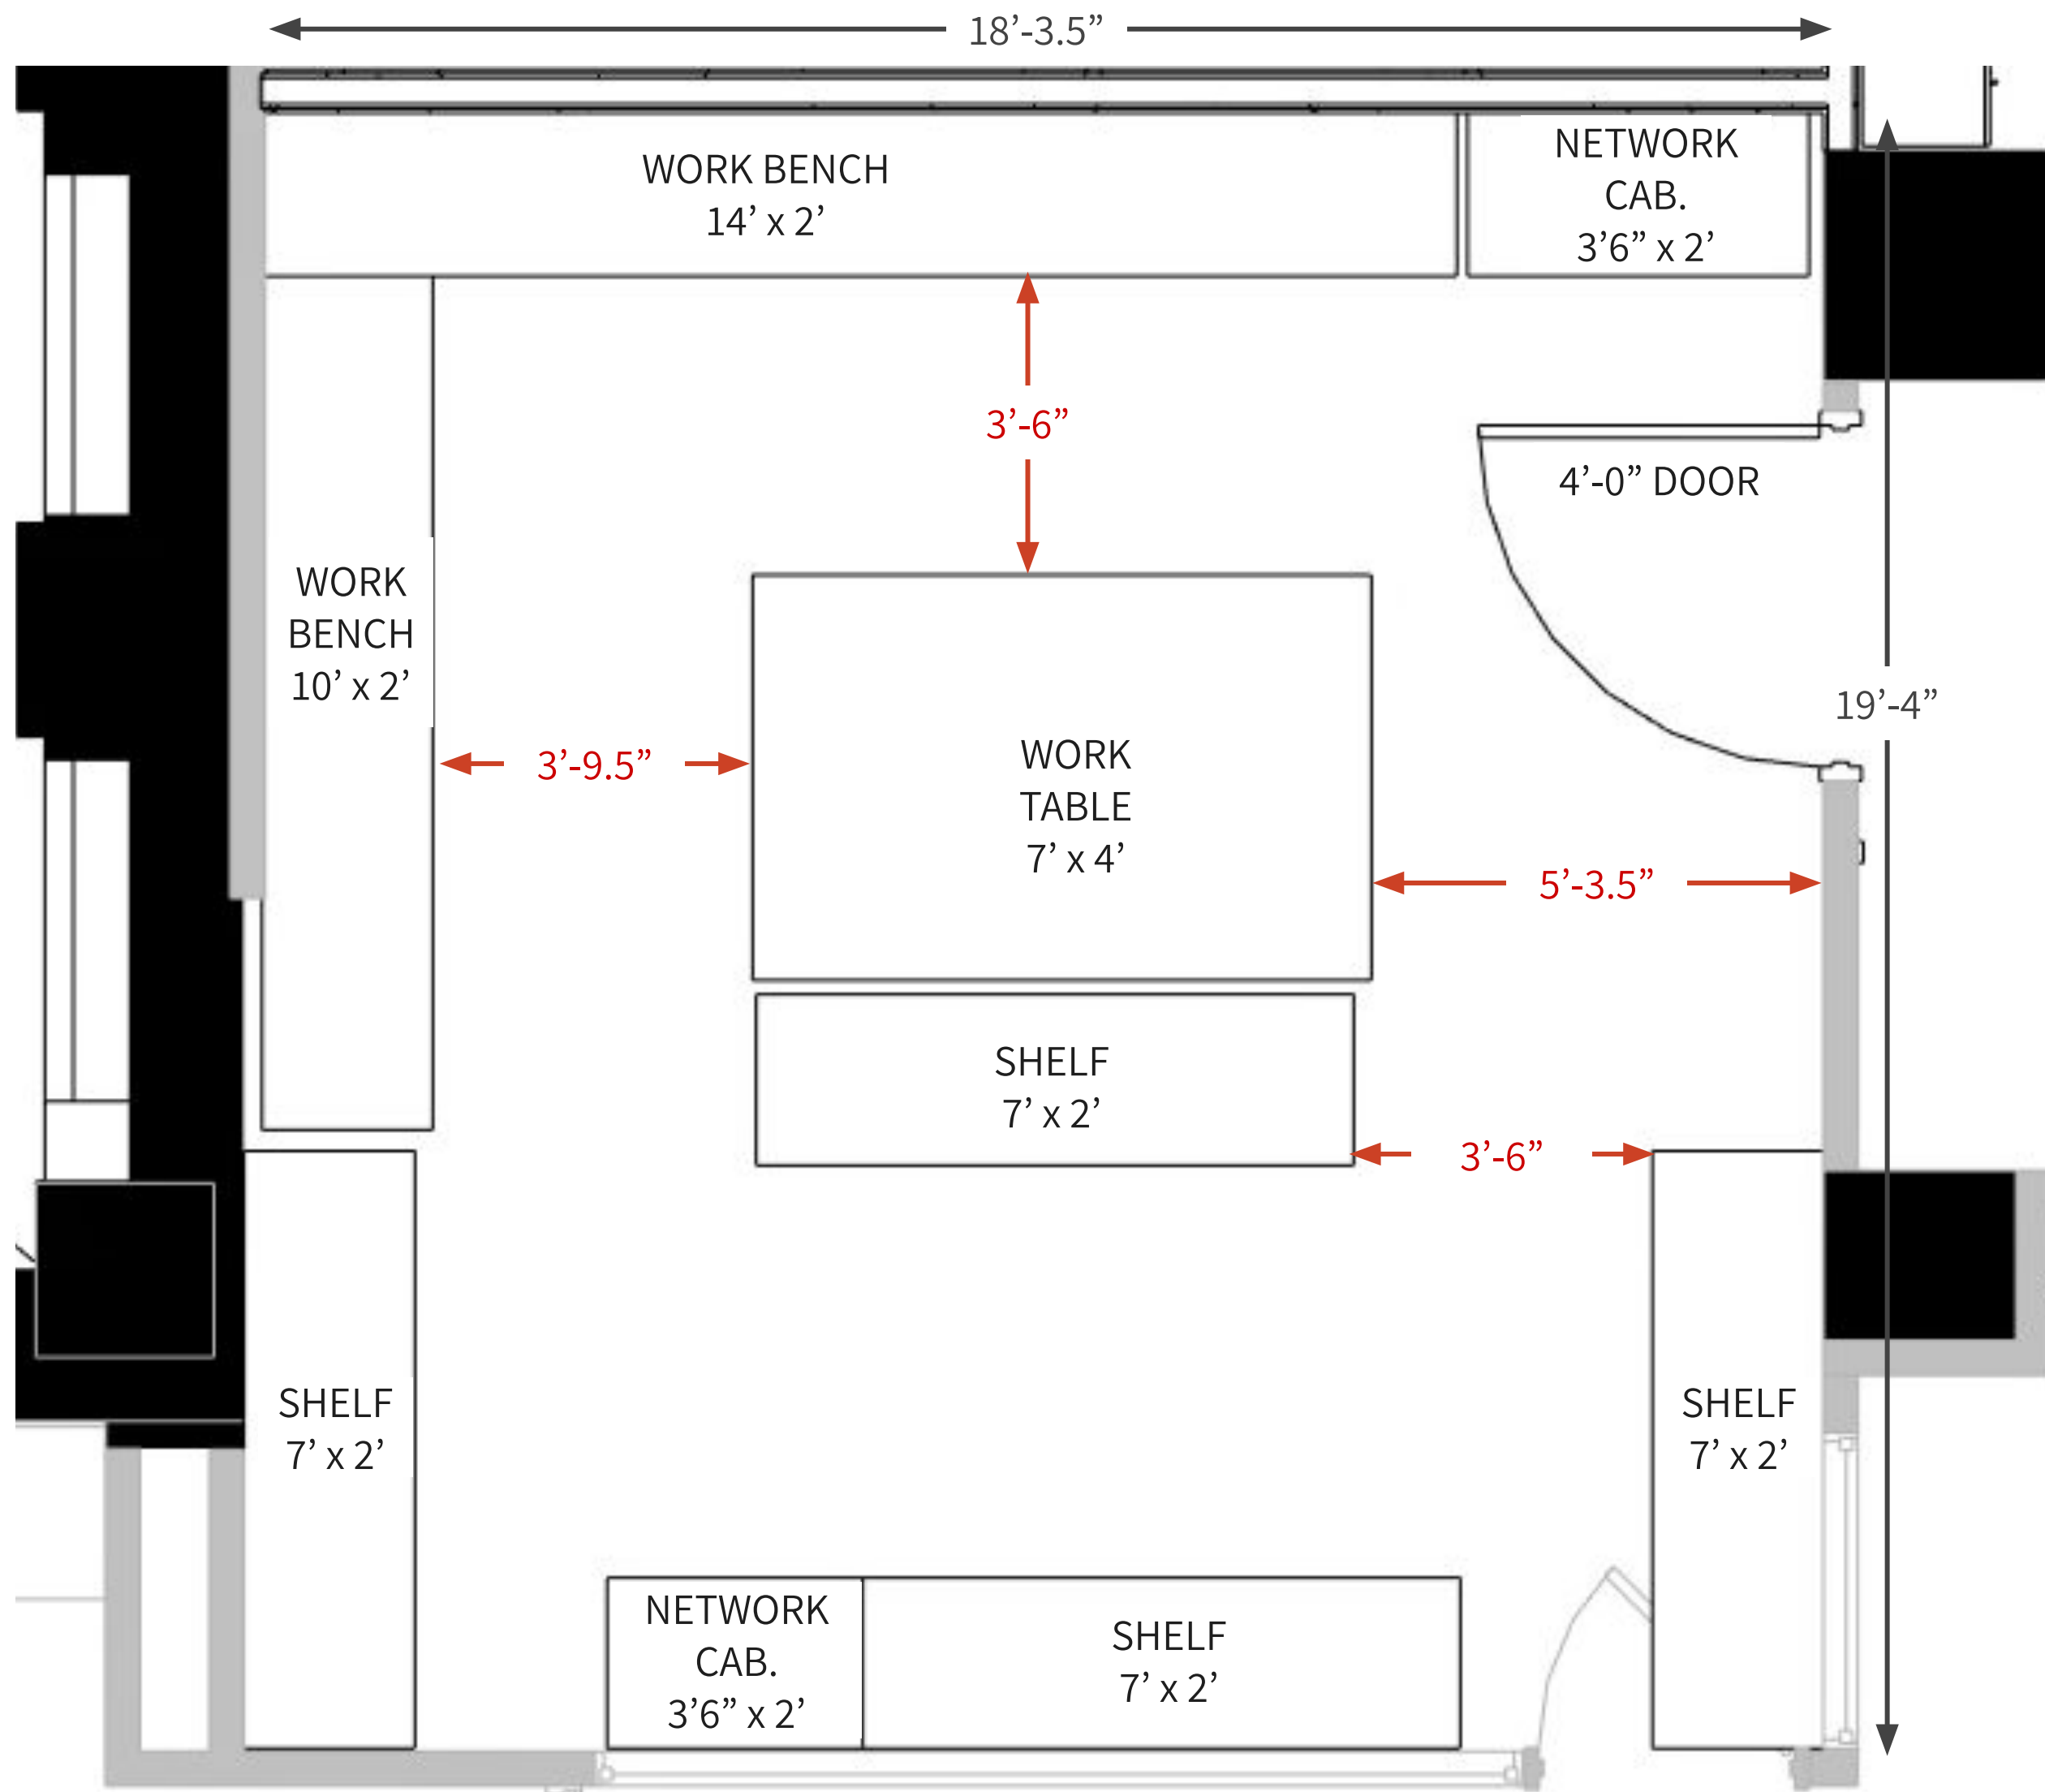 18’-3.5”
WORK BENCH
14’ x 2’
NETWORK
CAB.
3’6” x 2’
3’-6”
4’-0” DOOR
WORK
BENCH
10’ x 2’
19’-4”
3’-9.5”
WORK
TABLE
7’ x 4’
5’-3.5”
SHELF
7’ x 2’
3’-6”
SHELF
7’ x 2’
SHELF
7’ x 2’
NETWORK
CAB.
3’6” x 2’
SHELF
7’ x 2’